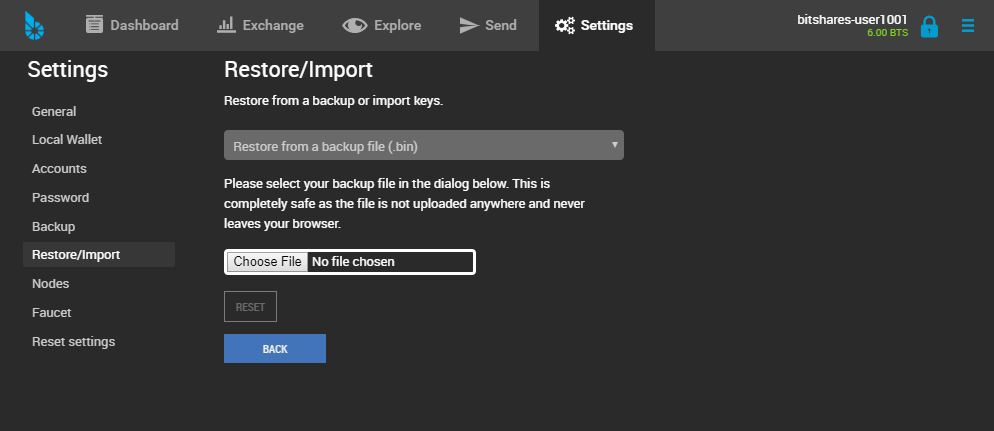 Dashboard
Exchange
Explore
Send
Settings
bitshares-user1001
6.00 BTS
Settings
General
Local Wallet
Accounts
Password
Backup
Restore/Import
Nodes
Faucet
Reset settings
Restore/Import
Restore from a backup or import keys.
Restore from a backup file (.bin)
Please select your backup file in the dialog below. This is
completely safe as the file is not uploaded anywhere and never
leaves your browser.
Choose File No file chosen
RESET
BACK